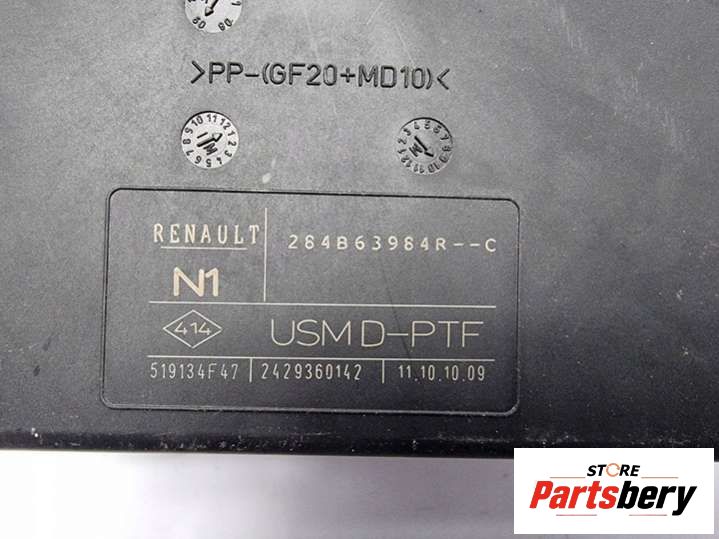 >PP-(GF20+MD10)<
RENAULT 284B63984R--C
N1
414 USM D-PTF
519134F47 2429360142 11.10.10.09
STORE
Partsbery